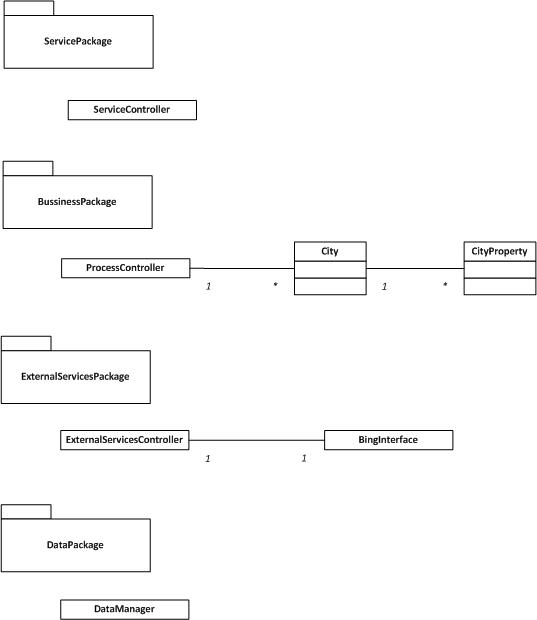 ServicePackage
ServiceController
BussinessPackage
City
CityProperty
ProcessController
1
*
1
*
ExternalServicesPackage
ExternalServicesController
BingInterface
1
1
DataPackage
DataManager